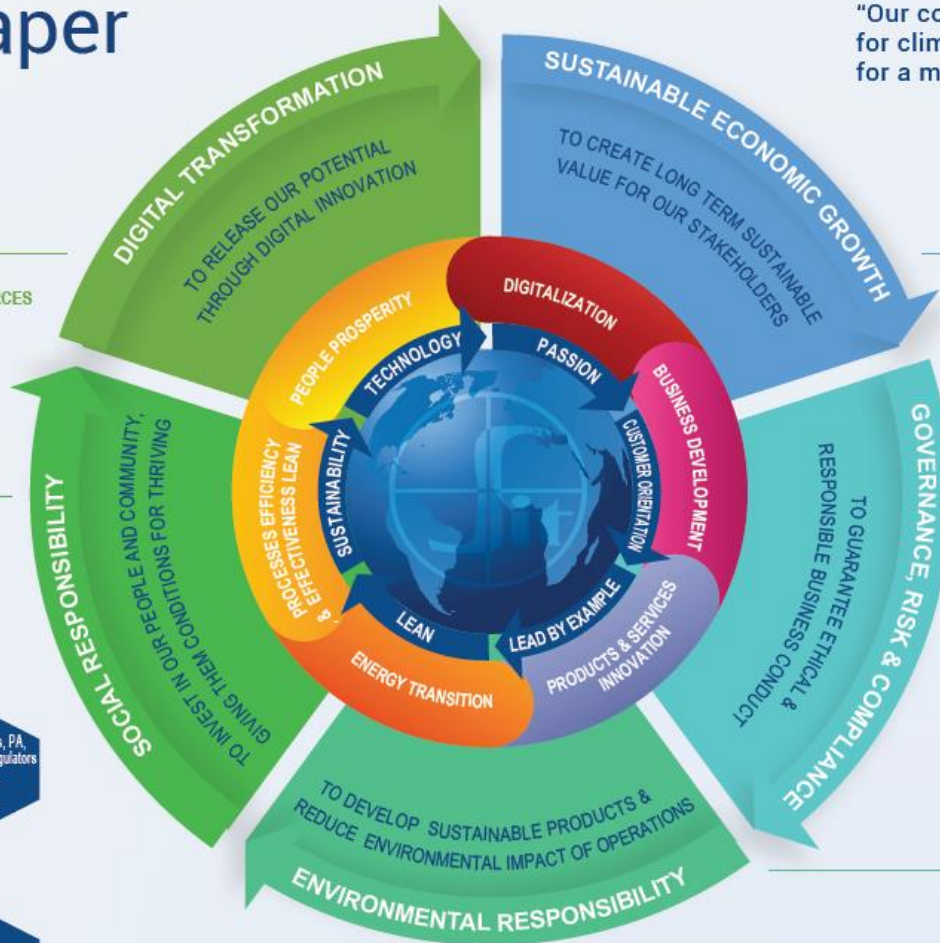 aper
"Our co
for clim
for a m
DIGITAL TRANSFORMATION
TO RELEASE OUR POTENTIAL
THROUGH DIGITAL INNOVATION
SUSTAINABLE ECONOMIC GROWTH
TO CREATE LONG TERM SUSTAINABLE
VALUE FOR OUR STAKEHOLDERS
GOVERNANCE, RISK & COMPLIANCE
TO GUARANTEE ETHICAL &
RESPONSIBLE BUSINESS CONDUCT
TO DEVELOP SUSTAINABLE PRODUCTS &
REDUCE ENVIRONMENTAL IMPACT OF OPERATIONS
ENVIRONMENTAL RESPONSIBILITY
SOCIAL RESPONSIBILITY
TO INVEST IN OUR PEOPLE AND COMMUNITY,
GIVING THEM CONDITIONS FOR THRIVING
DIGITALIZATION
BUSINESS DEVELOPMENT
PRODUCTS & SERVICES
INNOVATION
ENERGY TRANSITION
PROCESSES EFFICIENCY
& EFFECTIVENESS LEAN
PEOPLE PROSPERITY
PASSION
CUSTOMER ORIENTATION
LEAD BY EXAMPLE
LEAN
SUSTAINABILITY
TECHNOLOGY
RCES
s, PA,
gulators